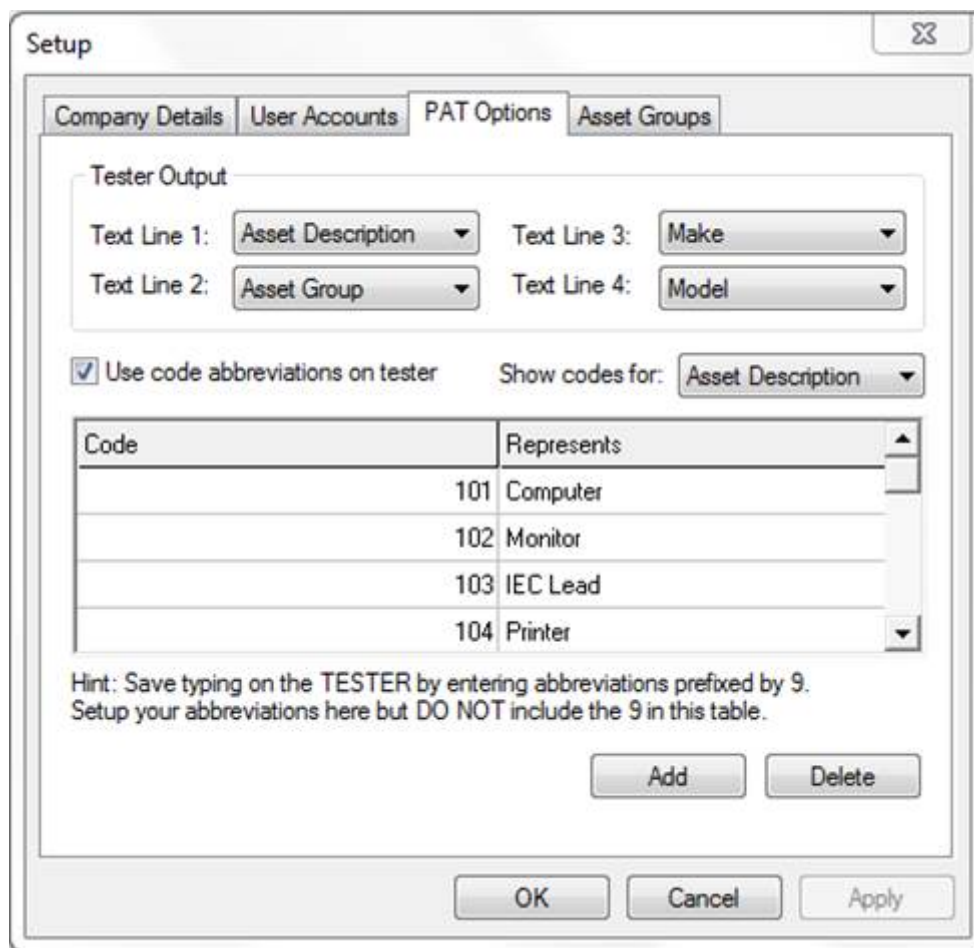 Setup
Company Details User Accounts PAT Options Asset Groups
Tester Output
Text Line 1: Asset Description Text Line 3: Make
Text Line 2: Asset Group Text Line 4: Model
Use code abbreviations on tester Show codes for: Asset Description
Code Represents
101 Computer
102 Monitor
103 IEC Lead
104 Printer
Hint: Save typing on the TESTER by entering abbreviations prefixed by 9.
Setup your abbreviations here but DO NOT include the 9 in this table.
Add Delete
OK Cancel Apply